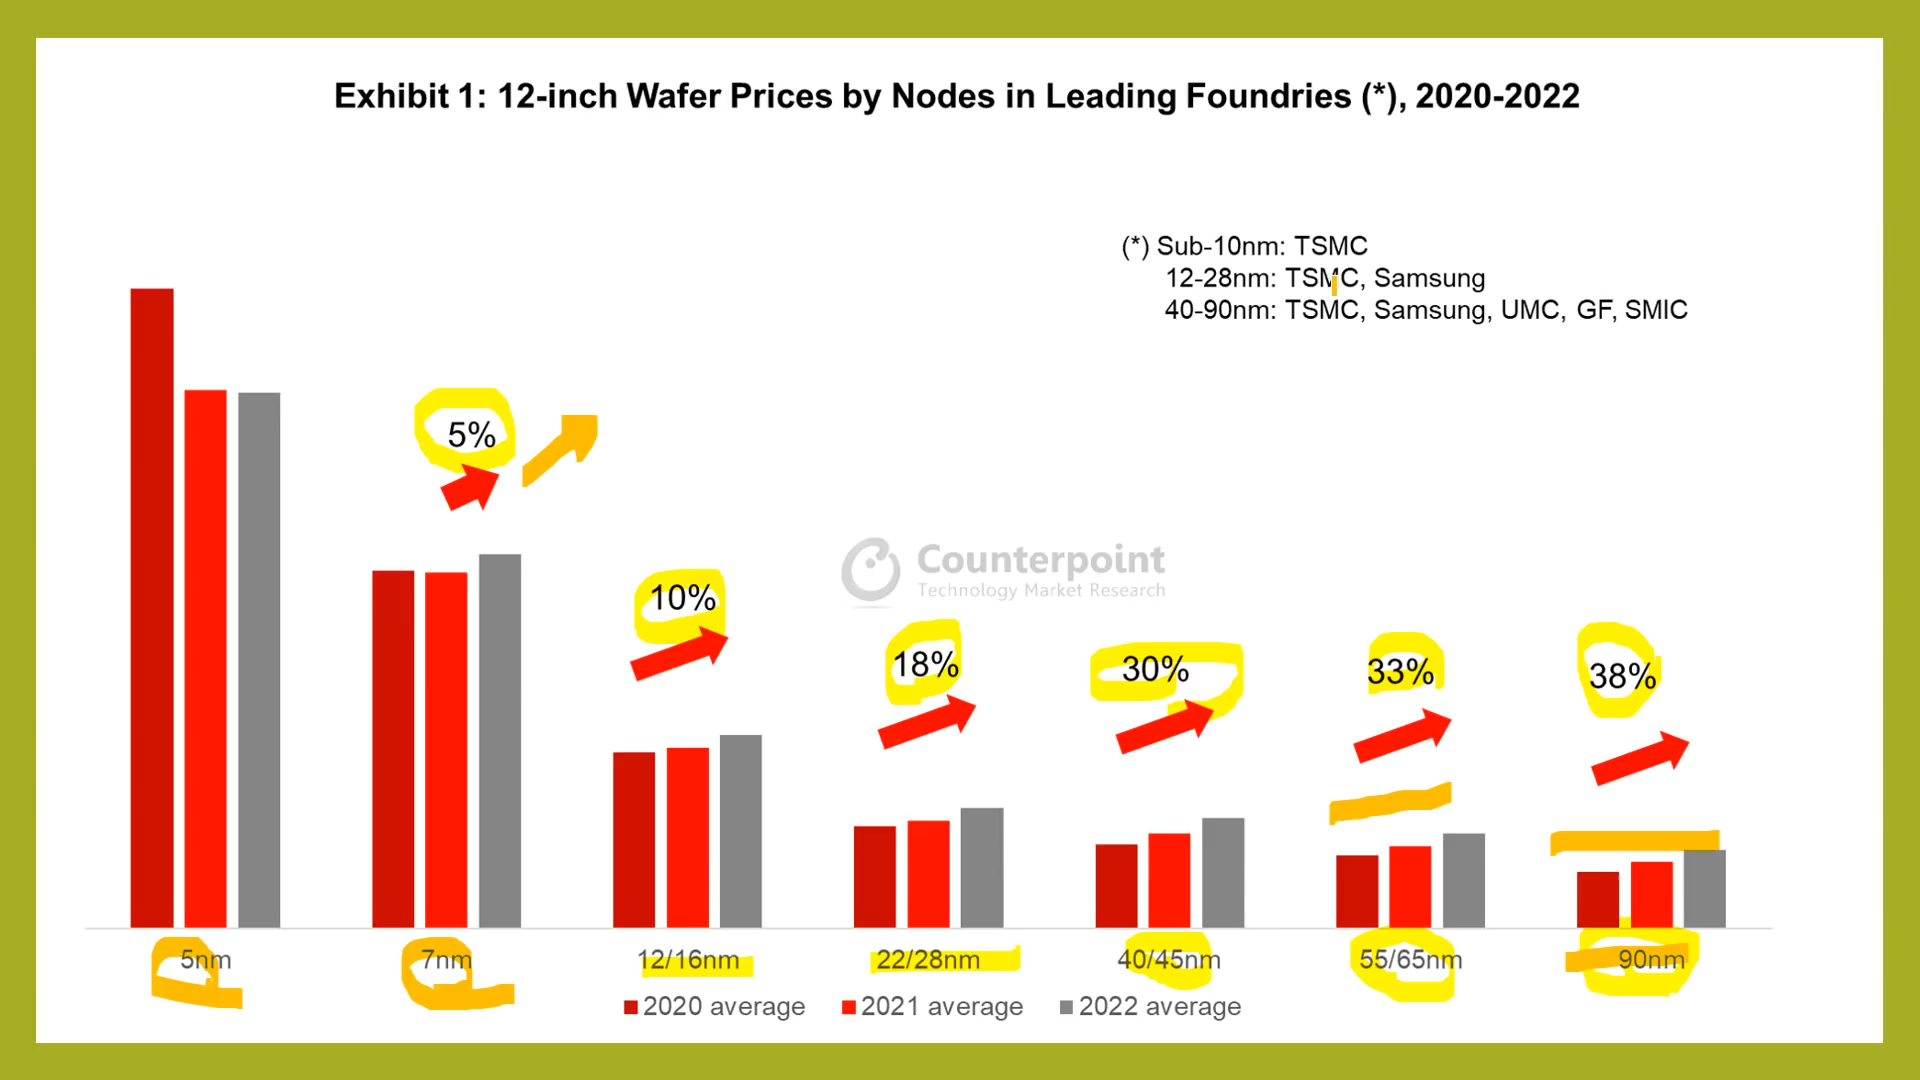 Exhibit 1: 12-inch Wafer Prices by Nodes in Leading Foundries (*), 2020-2022
(*) Sub-10nm: TSMC
12-28nm: TSMC, Samsung
40-90nm: TSMC, Samsung, UMC, GF, SMIC
5%
10%
18%
30%
33%
38%
Counterpoint
Technology Market Research
5nm
7nm
12/16nm
22/28nm
40/45nm
55/65nm
90nm
2020 average
2021 average
2022 average